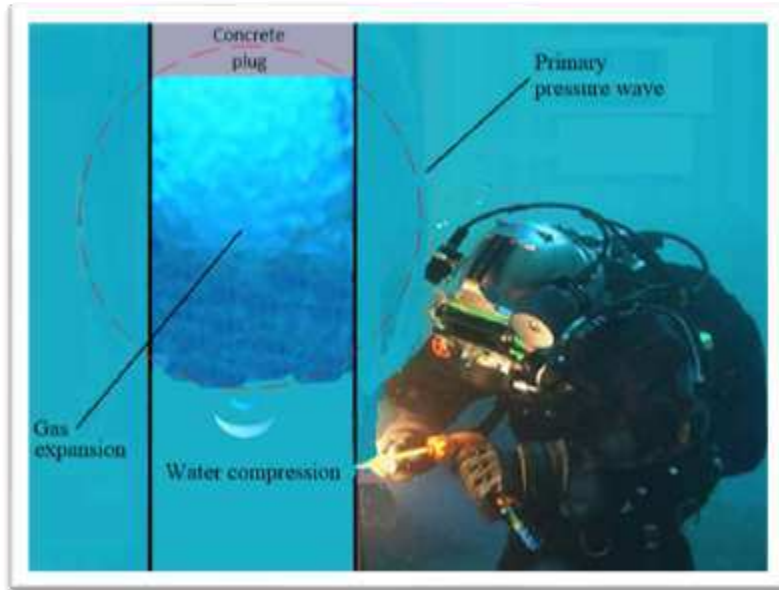 Concrete
plug
Primary
pressure wave
Gas
expansion
Water compression